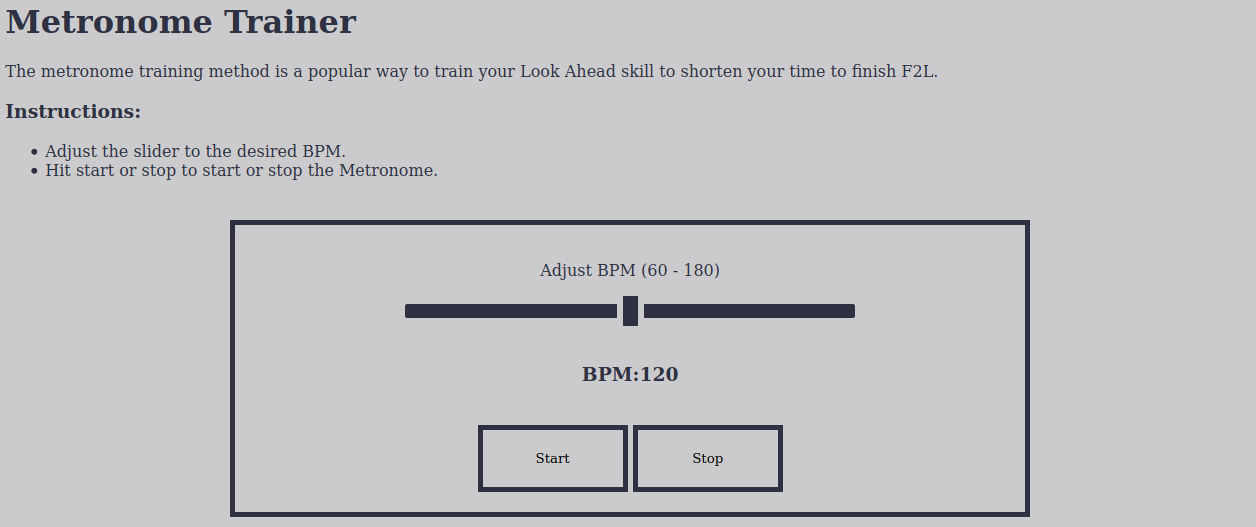 Metronome Trainer
The metronome training method is a popular way to train your Look Ahead skill to shorten your time to finish F2L.
Instructions:
• Adjust the slider to the desired BPM.
• Hit start or stop to start or stop the Metronome.
Adjust BPM (60 - 180)
BPM:120
Start
Stop